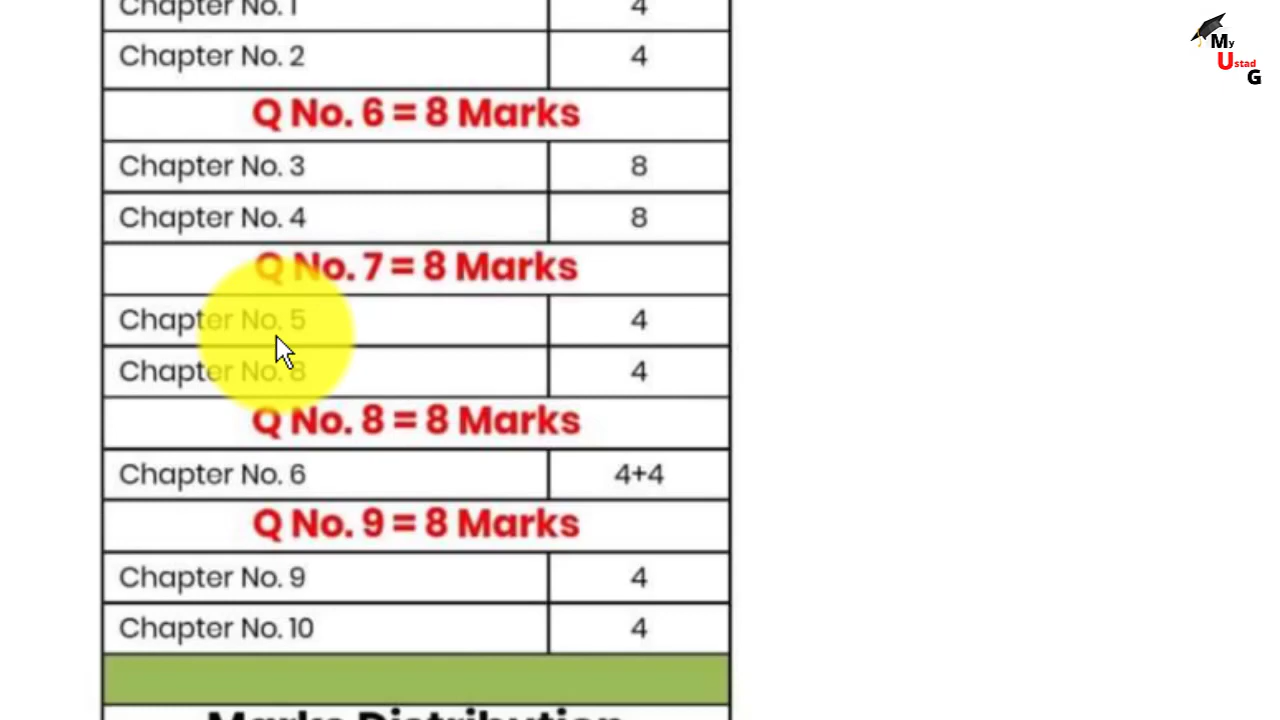 Chapter No. 1 4
Chapter No. 2 4
Q No. 6 = 8 Marks
Chapter No. 3 8
Chapter No. 4 8
Q No. 7 = 8 Marks
Chapter No. 5 4
Chapter No. 8 4
Q No. 8 = 8 Marks
Chapter No. 6 4+4
Q No. 9 = 8 Marks
Chapter No. 9 4
Chapter No. 10 4
Marks Distribution
My
Ustad
G